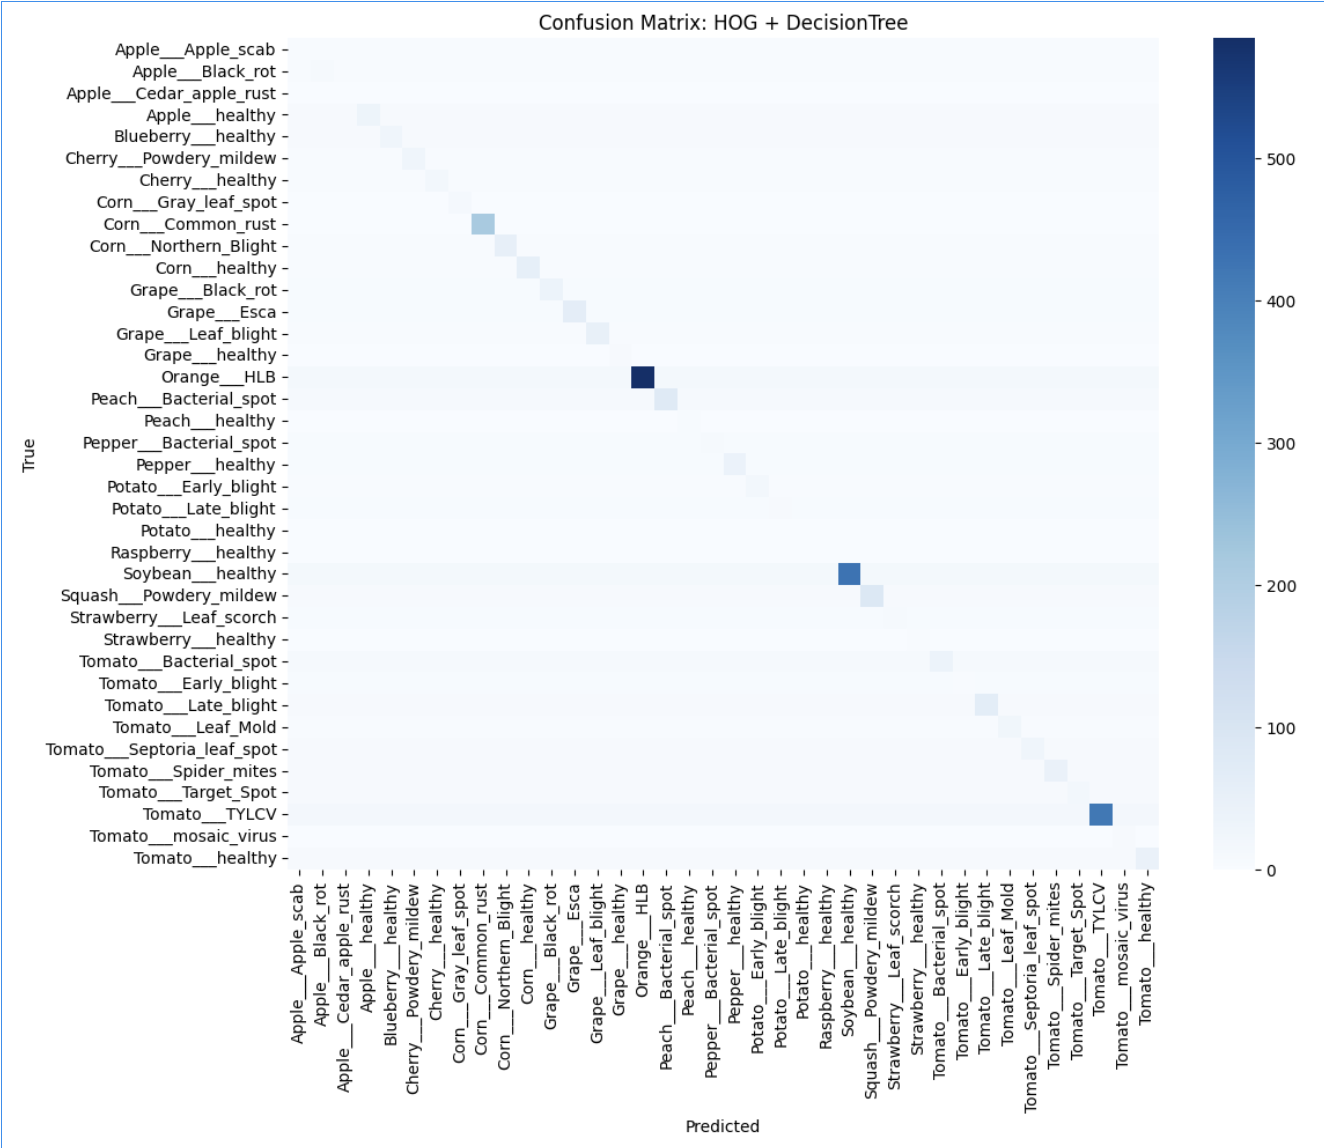 Confusion Matrix: HOG + DecisionTree
Apple___Apple_scab
Apple___Black_rot
Apple___Cedar_apple_rust
Apple___healthy
Blueberry___healthy
Cherry___Powdery_mildew
Cherry___healthy
Corn___Gray_leaf_spot
Corn___Common_rust
Corn___Northern_Blight
Corn___healthy
Grape___Black_rot
Grape___Esca
Grape___Leaf_blight
Grape___healthy
Orange___HLB
Peach___Bacterial_spot
Peach___healthy
Pepper___Bacterial_spot
Pepper___healthy
Potato___Early_blight
Potato___Late_blight
Potato___healthy
Raspberry___healthy
Soybean___healthy
Squash___Powdery_mildew
Strawberry___Leaf_scorch
Strawberry___healthy
Tomato___Bacterial_spot
Tomato___Early_blight
Tomato___Late_blight
Tomato___Leaf_Mold
Tomato___Septoria_leaf_spot
Tomato___Spider_mites
Tomato___Target_Spot
Tomato___TYLCV
Tomato___mosaic_virus
Tomato___healthy
True
Apple___Apple_scab
Apple___Black_rot
Apple___Cedar_apple_rust
Apple___healthy
Blueberry___healthy
Cherry___Powdery_mildew
Cherry___healthy
Corn___Gray_leaf_spot
Corn___Common_rust
Corn___Northern_Blight
Corn___healthy
Grape___Black_rot
Grape___Esca
Grape___Leaf_blight
Grape___healthy
Orange___HLB
Peach___Bacterial_spot
Peach___healthy
Pepper___Bacterial_spot
Pepper___healthy
Potato___Early_blight
Potato___Late_blight
Potato___healthy
Raspberry___healthy
Soybean___healthy
Squash___Powdery_mildew
Strawberry___Leaf_scorch
Strawberry___healthy
Tomato___Bacterial_spot
Tomato___Early_blight
Tomato___Late_blight
Tomato___Leaf_Mold
Tomato___Septoria_leaf_spot
Tomato___Spider_mites
Tomato___Target_Spot
Tomato___TYLCV
Tomato___mosaic_virus
Tomato___healthy
Predicted
500
400
300
200
100
0